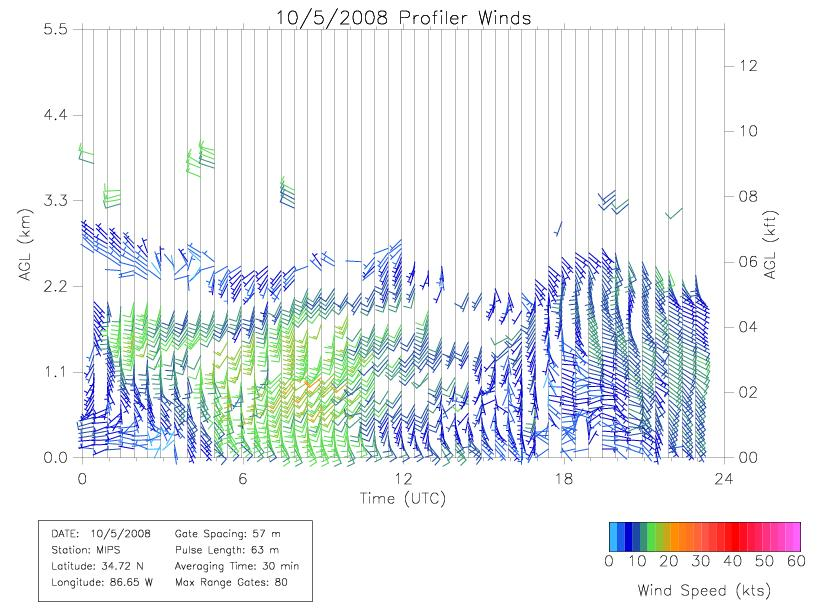 10/5/2008 Profiler Winds
5.5
4.4
3.3
2.2
1.1
0.0
AGL (km)
12
10
08
06
04
02
00
AGL (kft)
0 6 12 18 24
Time (UTC)
DATE: 10/5/2008 Gate Spacing: 57 m
Station: MIPS Pulse Length: 63 m
Latitude: 34.72 N Averaging Time: 30 min
Longitude: 86.65 W Max Range Gates: 80
0 10 20 30 40 50 60
Wind Speed (kts)